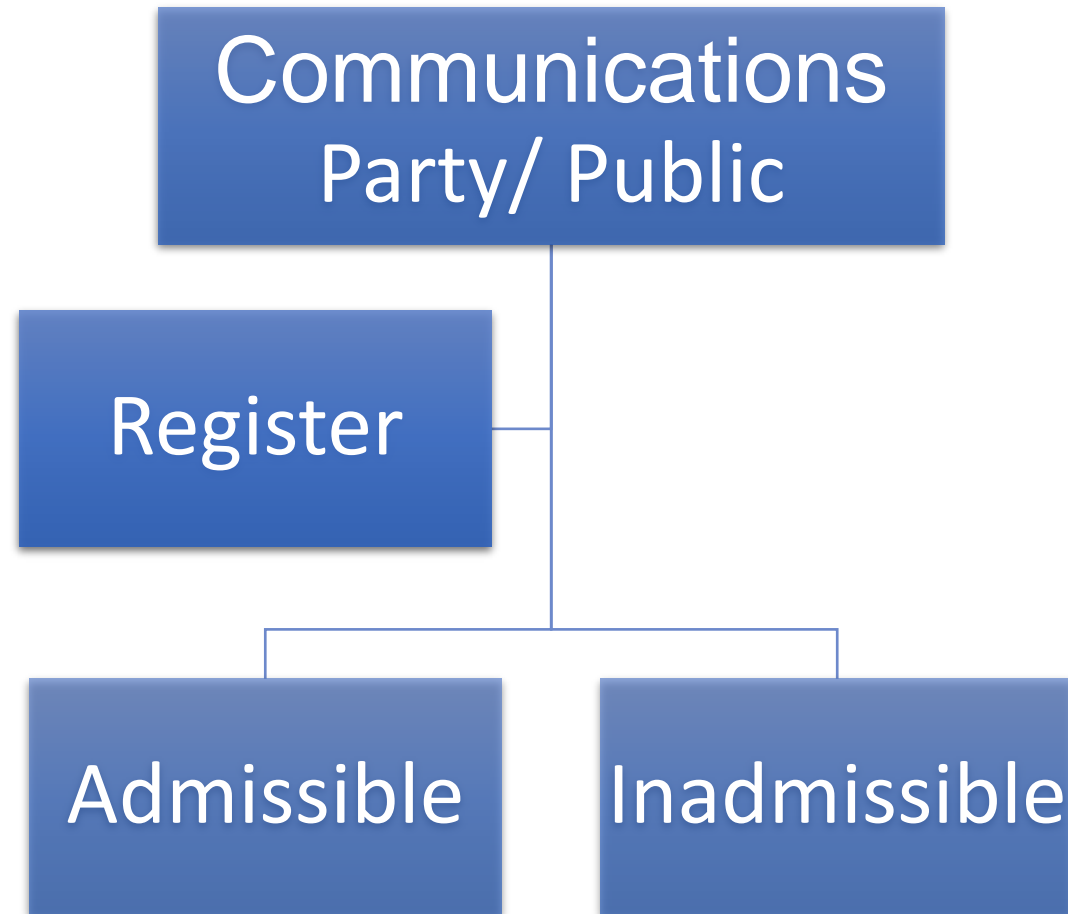 Communications
Party/ Public
Register
Admissible
Inadmissible